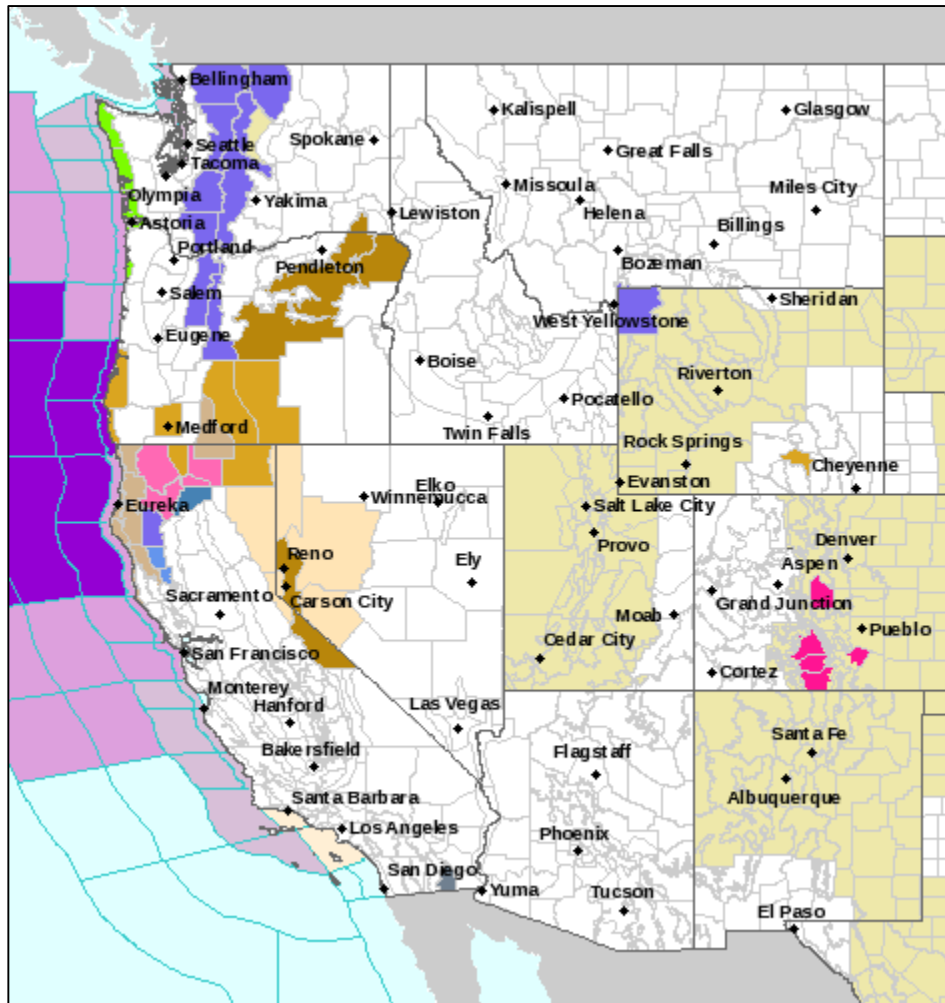 Bellingham
Kalispell
Glasgow
Seattle
Spokane
Great Falls
Tacoma
Olympia
Missoula
Miles City
Yakima
Helena
Astoria
Lewiston
Billings
Portland
Pendleton
Bozeman
Salem
Sheridan
West Yellowstone
Eugene
Boise
Riverton
Pocatello
Medford
Twin Falls
Rock Springs
Cheyenne
Elko
Evanston
Winnemucca
Eureka
Salt Lake City
Provo
Denver
Reno
Ely
Aspen
Sacramento
Carson City
Grand Junction
Moab
Pueblo
San Francisco
Cedar City
Cortez
Monterey
Hanford
Las Vegas
Bakersfield
Santa Fe
Flagstaff
Albuquerque
Santa Barbara
Los Angeles
Phoenix
San Diego
Yuma
Tucson
El Paso